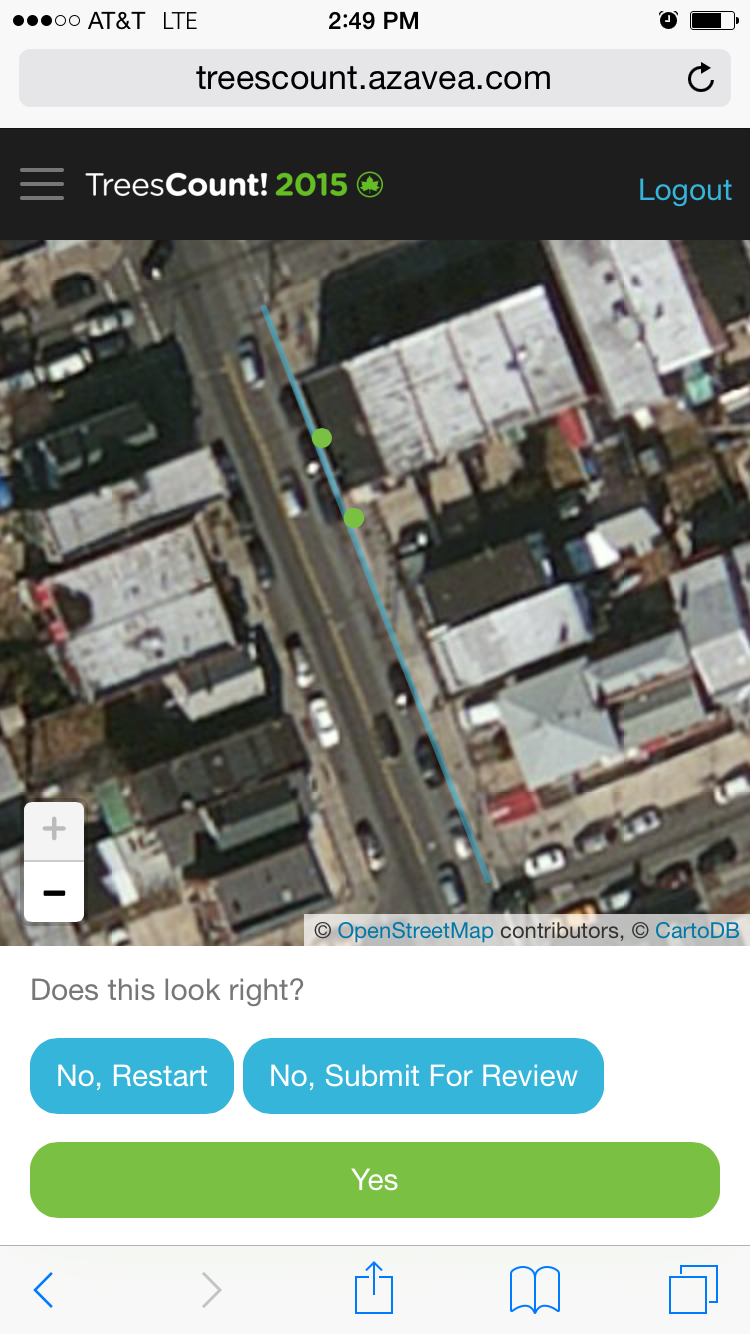 AT&T LTE 2:49 PM
treescount.azavea.com
TreesCount! 2015 Logout
+
−
© OpenStreetMap contributors, © CartoDB
Does this look right?
No, Restart No, Submit For Review
Yes